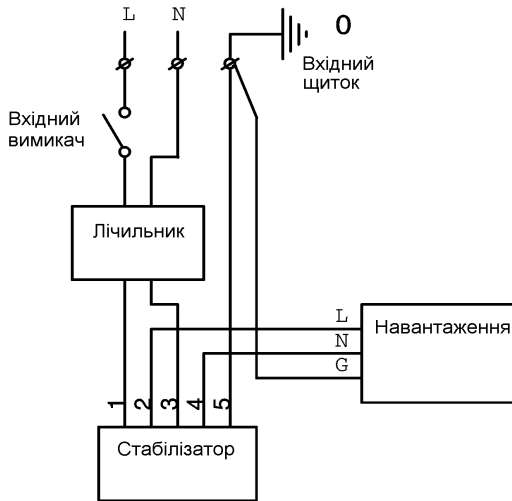 L N 0
Вхідний
щиток
Вхідний
вимикач
Лічильник
L
N
G
Навантаження
1 2 3 4 5
Стабілізатор